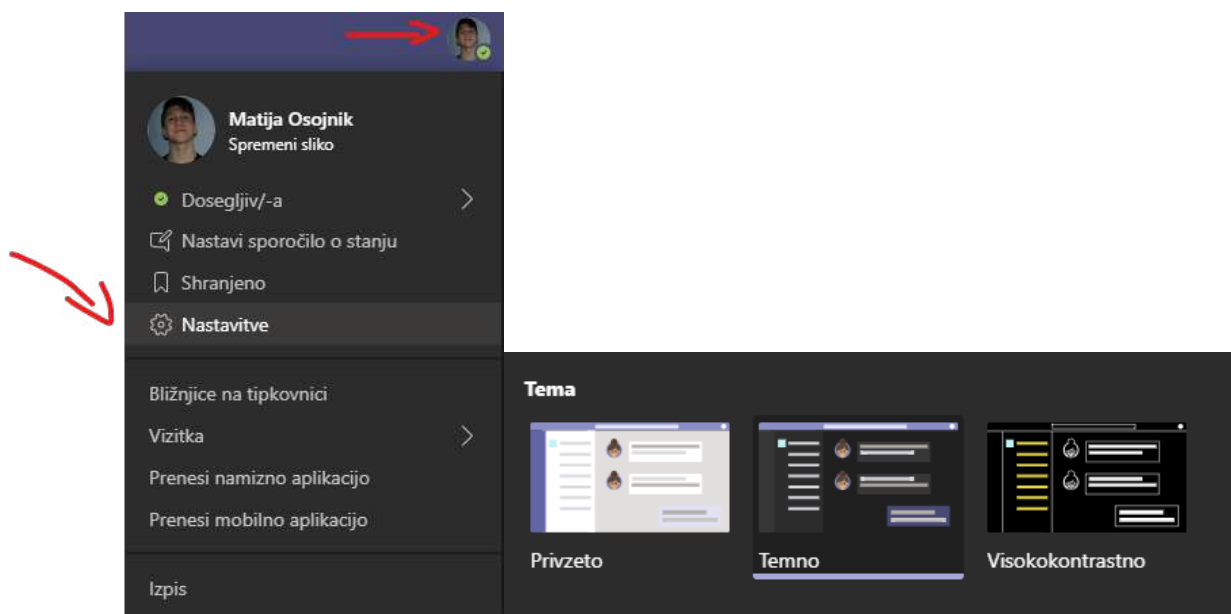 Matija Osojnik
Spremeni sliko
Dosegljiv/-a
Nastavi sporočilo o stanju
Shranjeno
Nastavitve
Bližnjice na tipkovnici
Vizitka
Prenesi namizno aplikacijo
Prenesi mobilno aplikacijo
Izpis
Tema
Privzeto
Temno
Visokokontrastno